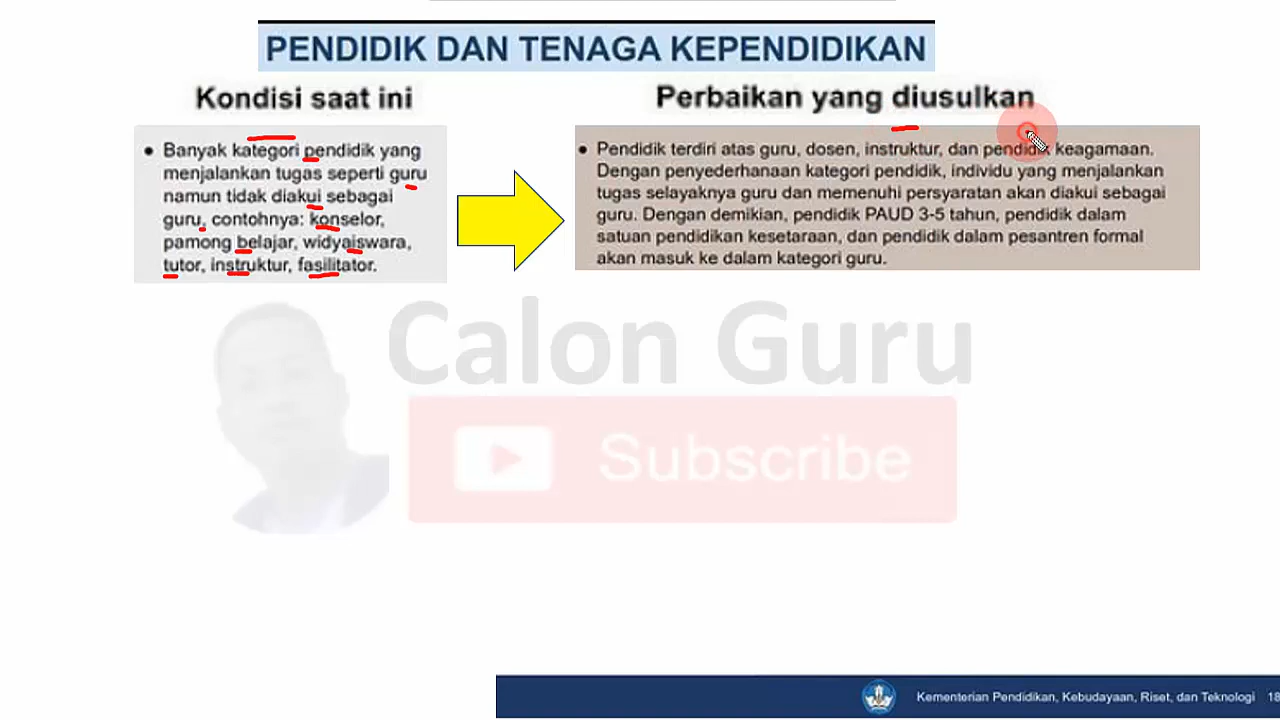 PENDIDIK DAN TENAGA KEPENDIDIKAN
Kondisi saat ini
• Banyak kategori pendidik yang
menjalankan tugas seperti guru
namun tidak diakui sebagai
guru, contohnya: konselor,
pamong belajar, widyaiswara,
tutor, instruktur, fasilitator.
Perbaikan yang diusulkan
• Pendidik terdiri atas guru, dosen, instruktur, dan pendidik keagamaan.
Dengan penyederhanaan kategori pendidik, individu yang menjalankan
tugas selayaknya guru dan memenuhi persyaratan akan diakui sebagai
guru. Dengan demikian, pendidik PAUD 3-5 tahun, pendidik dalam
satuan pendidikan kesetaraan, dan pendidik dalam pesantren formal
akan masuk ke dalam kategori guru.
Calon Guru
Subscribe
Kementerian Pendidikan, Kebudayaan, Riset, dan Teknologi 18